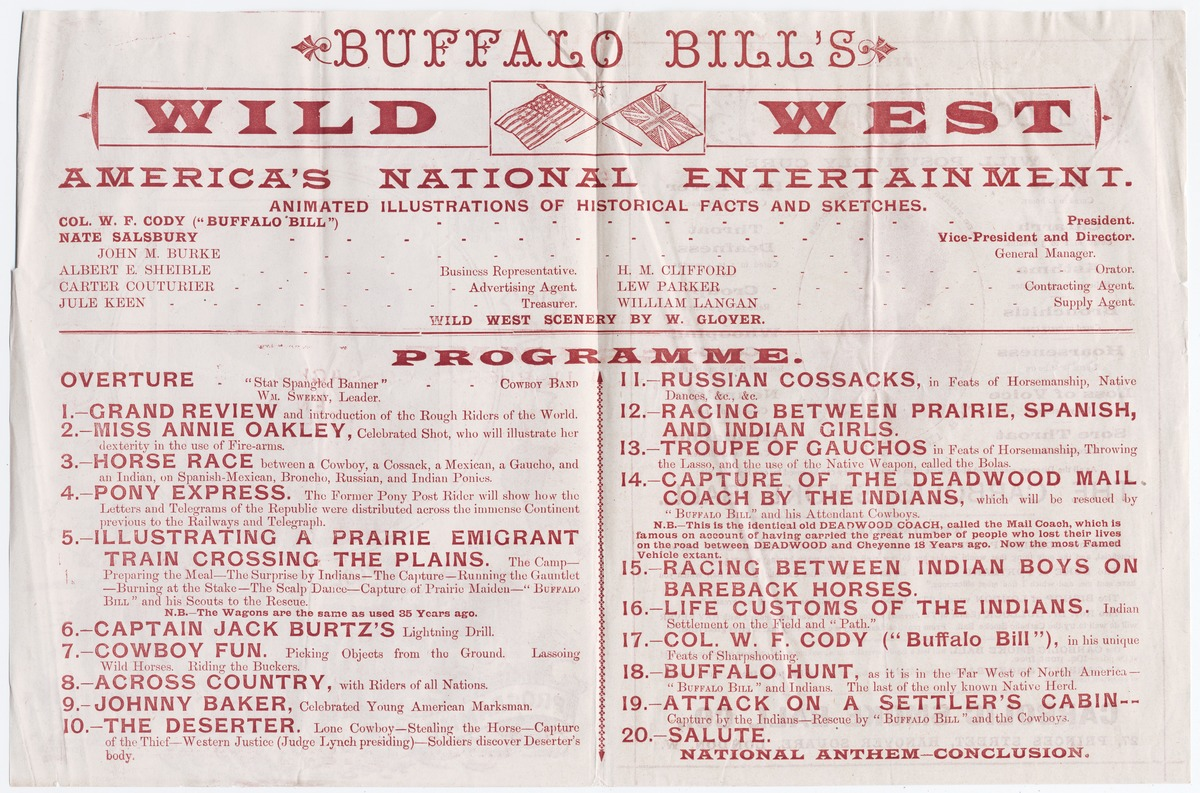 BUFFALO BILL'S
WILD WEST
AMERICA'S NATIONAL ENTERTAINMENT.
ANIMATED ILLUSTRATIONS OF HISTORICAL FACTS AND SKETCHES.
COL. W. F. CODY ("BUFFALO BILL") - - - - - - - - - - - - - President.
NATE SALSBURY - - - - - - - - - - - - - Vice-President and Director.
JOHN M. BURKE - - - - - - - - - - - - - General Manager.
ALBERT E. SHEIBLE - - - - - Business Representative.
CARTER COUTURIER - - - - - Advertising Agent.
JULE KEEN - - - - - - - Treasurer.
H. M. CLIFFORD - - - - - - Orator.
LEW PARKER - - - - - - Contracting Agent.
WILLIAM LANGAN - - - - - Supply Agent.
WILD WEST SCENERY BY W. GLOVER.
PROGRAMME.
OVERTURE - "Star Spangled Banner" - - COWBOY BAND
WM. SWEENY, Leader.
1.—GRAND REVIEW and introduction of the Rough Riders of the World.
2.—MISS ANNIE OAKLEY, Celebrated Shot, who will illustrate her
dexterity in the use of Fire-arms.
3.—HORSE RACE between a Cowboy, a Cossack, a Mexican, a Gaucho, and
an Indian, on Spanish-Mexican, Broncho, Russian, and Indian Ponies.
4.—PONY EXPRESS. The Former Pony Post Rider will show how the
Letters and Telegrams of the Republic were distributed across the immense Continent
previous to the Railways and Telegraph.
5.—ILLUSTRATING A PRAIRIE EMIGRANT
TRAIN CROSSING THE PLAINS. The Camp—
Preparing the Meal—The Surprise by Indians—The Capture—Running the Gauntlet
—Burning at the Stake—The Scalp Dance—Capture of Prairie Maiden—"BUFFALO
BILL" and his Scouts to the Rescue.
N.B.—The Wagons are the same as used 35 Years ago.
6.—CAPTAIN JACK BURTZ'S Lightning Drill.
7.—COWBOY FUN. Picking Objects from the Ground. Lassoing
Wild Horses. Riding the Buckers.
8.—ACROSS COUNTRY, with Riders of all Nations.
9.—JOHNNY BAKER, Celebrated Young American Marksman.
10.—THE DESERTER. Lone Cowboy—Stealing the Horse—Capture
of the Thief—Western Justice (Judge Lynch presiding)—Soldiers discover Deserter's
body.
11.—RUSSIAN COSSACKS, in Feats of Horsemanship, Native
Dances, &c., &c.
12.—RACING BETWEEN PRAIRIE, SPANISH,
AND INDIAN GIRLS.
13.—TROUPE OF GAUCHOS in Feats of Horsemanship, Throwing
the Lasso, and the use of the Native Weapon, called the Bolas.
14.—CAPTURE OF THE DEADWOOD MAIL
COACH BY THE INDIANS, which will be rescued by
"BUFFALO BILL" and his Attendant Cowboys.
N.B.—This is the identical old DEADWOOD COACH, called the Mail Coach, which is
famous on account of having carried the great number of people who lost their lives
on the road between DEADWOOD and Cheyenne 18 Years ago. Now the most Famed
Vehicle extant.
15.—RACING BETWEEN INDIAN BOYS ON
BAREBACK HORSES.
16.—LIFE CUSTOMS OF THE INDIANS. Indian
Settlement on the Field and "Path."
17.—COL. W. F. CODY ("Buffalo Bill"), in his unique
Feats of Sharpshooting.
18.—BUFFALO HUNT, as it is in the Far West of North America—
"BUFFALO BILL" and Indians. The last of the only known Native Herd.
19.—ATTACK ON A SETTLER'S CABIN--
Capture by the Indians—Rescue by "BUFFALO BILL" and the Cowboys.
20.—SALUTE.
NATIONAL ANTHEM—CONCLUSION.